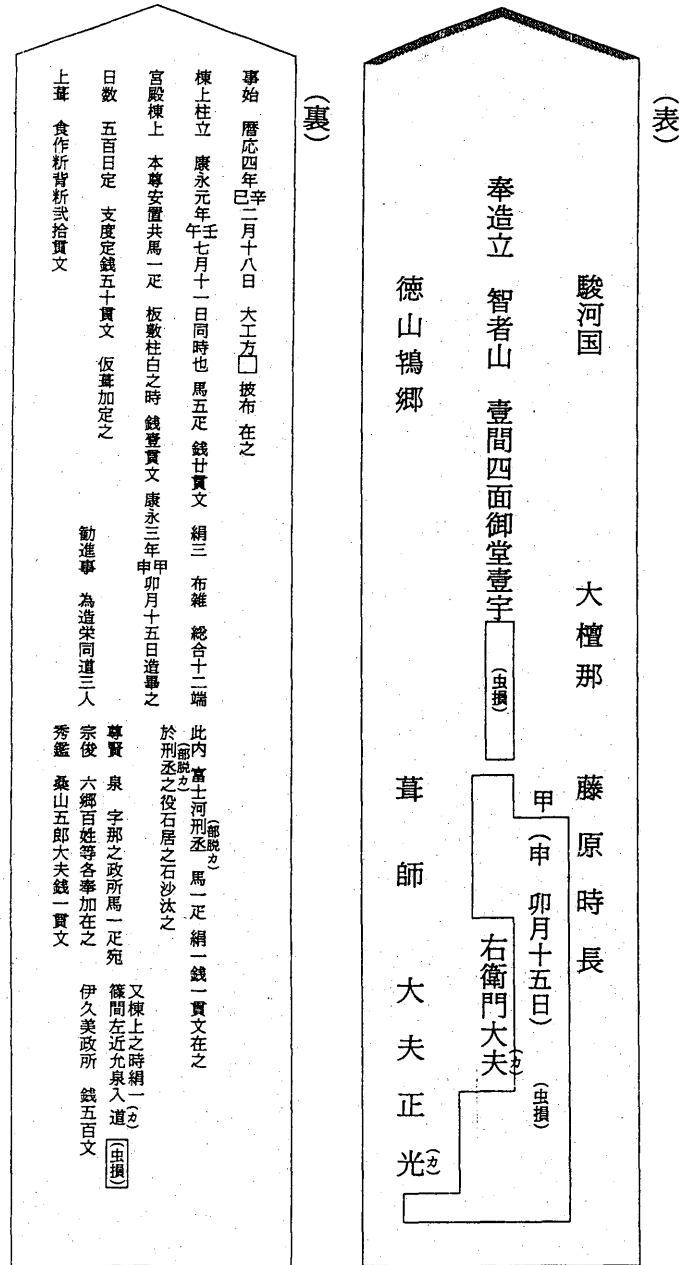 (表)
駿河国　大檀那　藤原時長
甲(申　卯月十五日)　(虫損)
奉造立　智者山　壹間四面御堂壹宇　(虫損)　右衛門大夫(カ)
徳山鴇郷　葺師　大夫正光(カ)
(裏)
事始　暦応四年辛巳二月十八日　大工方□　披布　在之
棟上柱立　康永元年壬午七月十一日同時也　馬五疋　銭廿貫文　絹三　布雑　総合十二端
此内　富士河刑丞(部脱カ)　馬一疋　絹一銭一貫文在之
於刑丞(部脱カ)之役石居之石沙汰之
宮殿棟上　本尊安置共馬一疋　板敷柱白之時　銭壹貫文　康永三年甲申卯月十五日造畢之
日数　五百日定　支度定銭五十貫文　仮葺加定之
上葺　食作断背断弐拾貫文
勧進事　為造栄同道三人
尊賢　泉　字那之政所馬一疋宛
宗俊　六郷百姓等各奉加在之
秀鑑　桑山五郎大夫銭一貫文
又棟上之時絹一(カ)
篠間左近允泉入道　(虫損)
伊久美政所　銭五百文